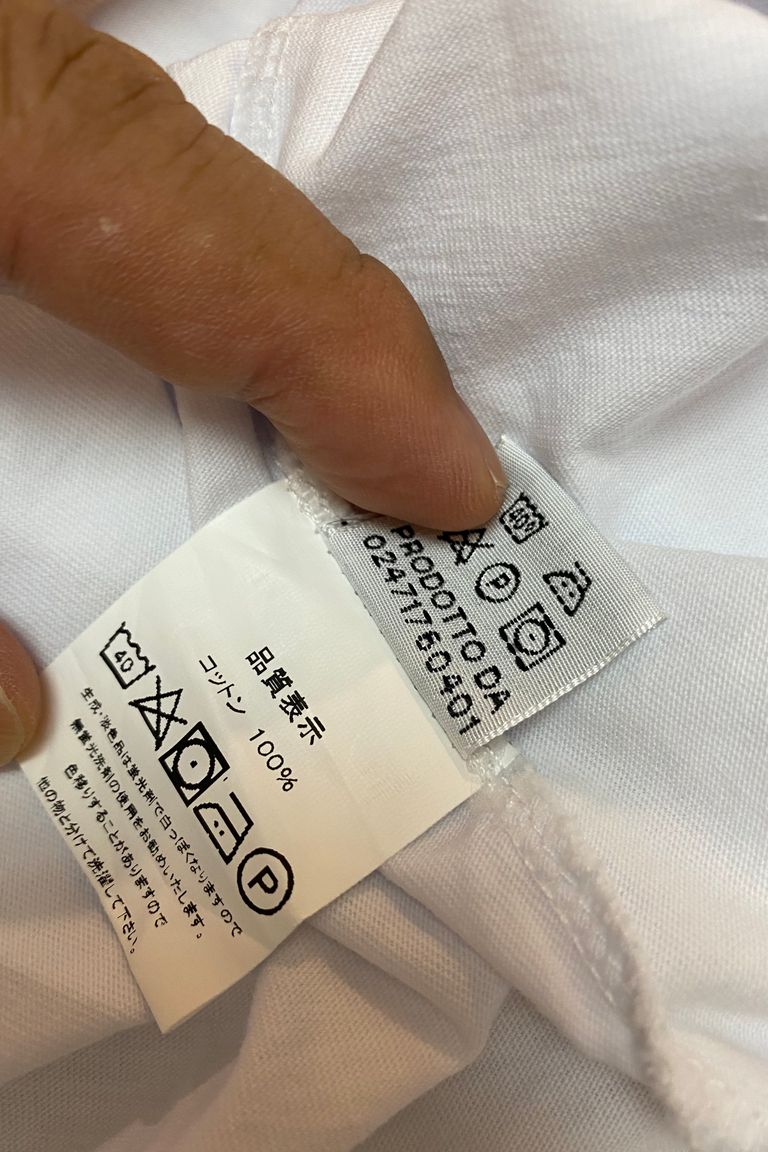 品質表示
コットン 100%
40
P
生成・淡色品は蛍光剤で白っぽくなりますので
無蛍光洗剤の使用をお勧めいたします。
色移りすることがありますので
他の物と分けて洗濯して下さい。
P
PRODOTTO DA
02471760401